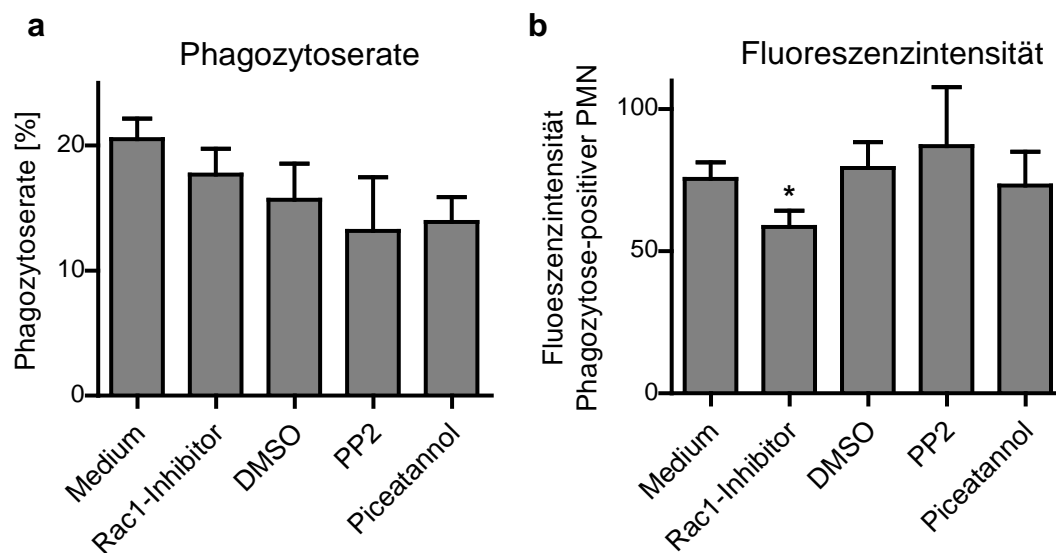 a
Phagozytoserate
Phagozytoserate [%]
20
10
0
Medium
Rac1-Inhibitor
DMSO
PP2
Piceatannol
b
Fluoreszenzintensität
Fluoeszenzintensität
Phagozytose-positiver PMN
100
50
0
*
Medium
Rac1-Inhibitor
DMSO
PP2
Piceatannol